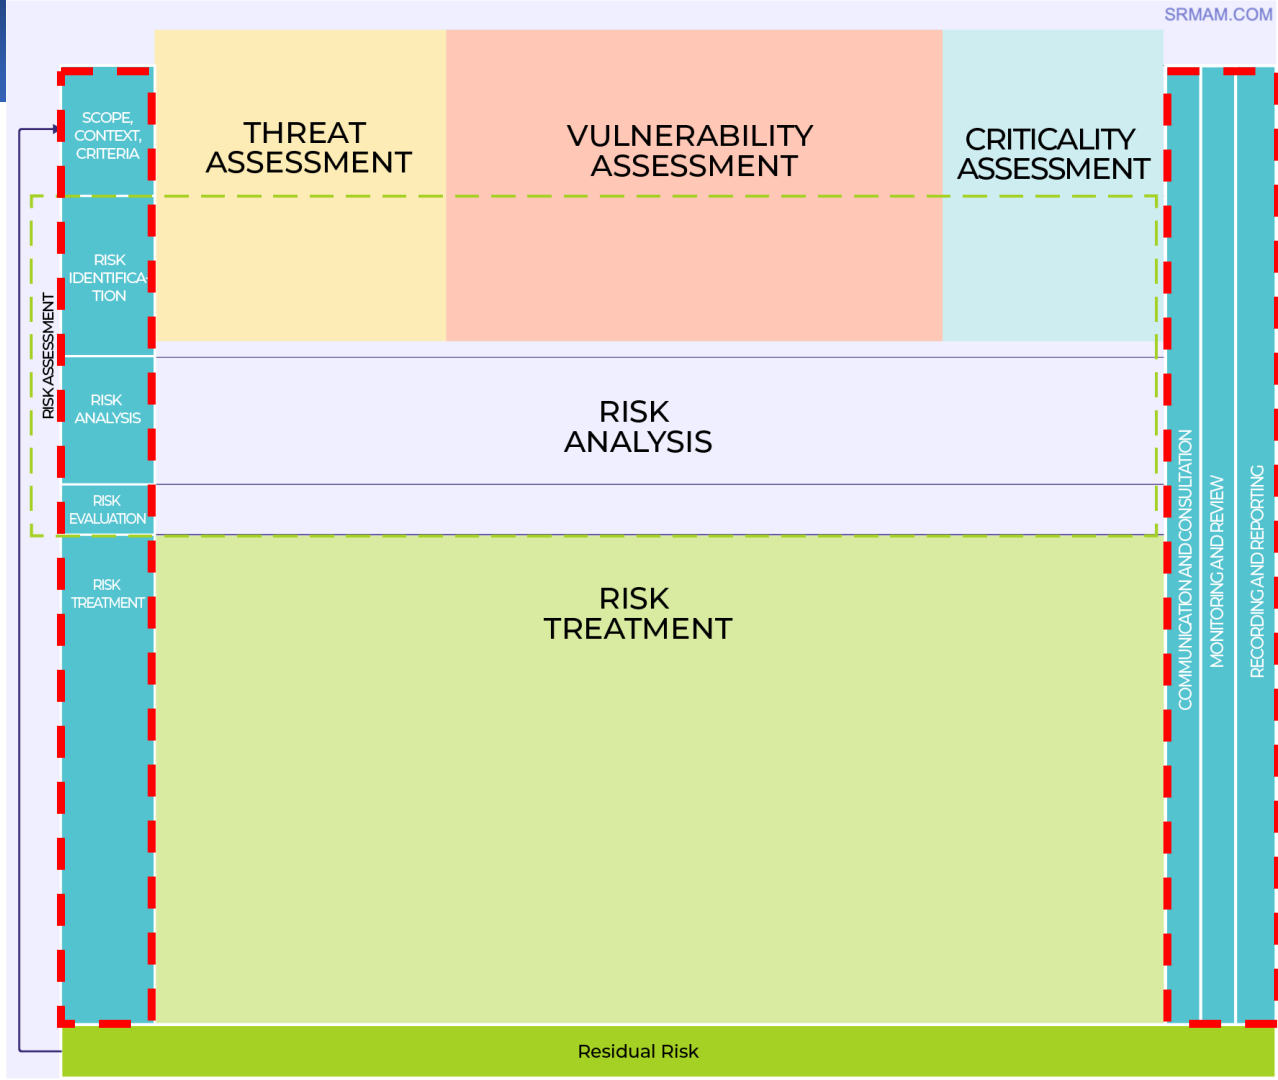 SRMAM.COM
SCOPE,
CONTEXT,
CRITERIA
THREAT
ASSESSMENT
VULNERABILITY
ASSESSMENT
CRITICALITY
ASSESSMENT
RISK ASSESSMENT
RISK
IDENTIFICA-
TION
RISK
ANALYSIS
RISK
ANALYSIS
RISK
EVALUATION
RISK
TREATMENT
RISK
TREATMENT
COMMUNICATION AND CONSULTATION
MONITORING AND REVIEW
RECORDING AND REPORTING
Residual Risk